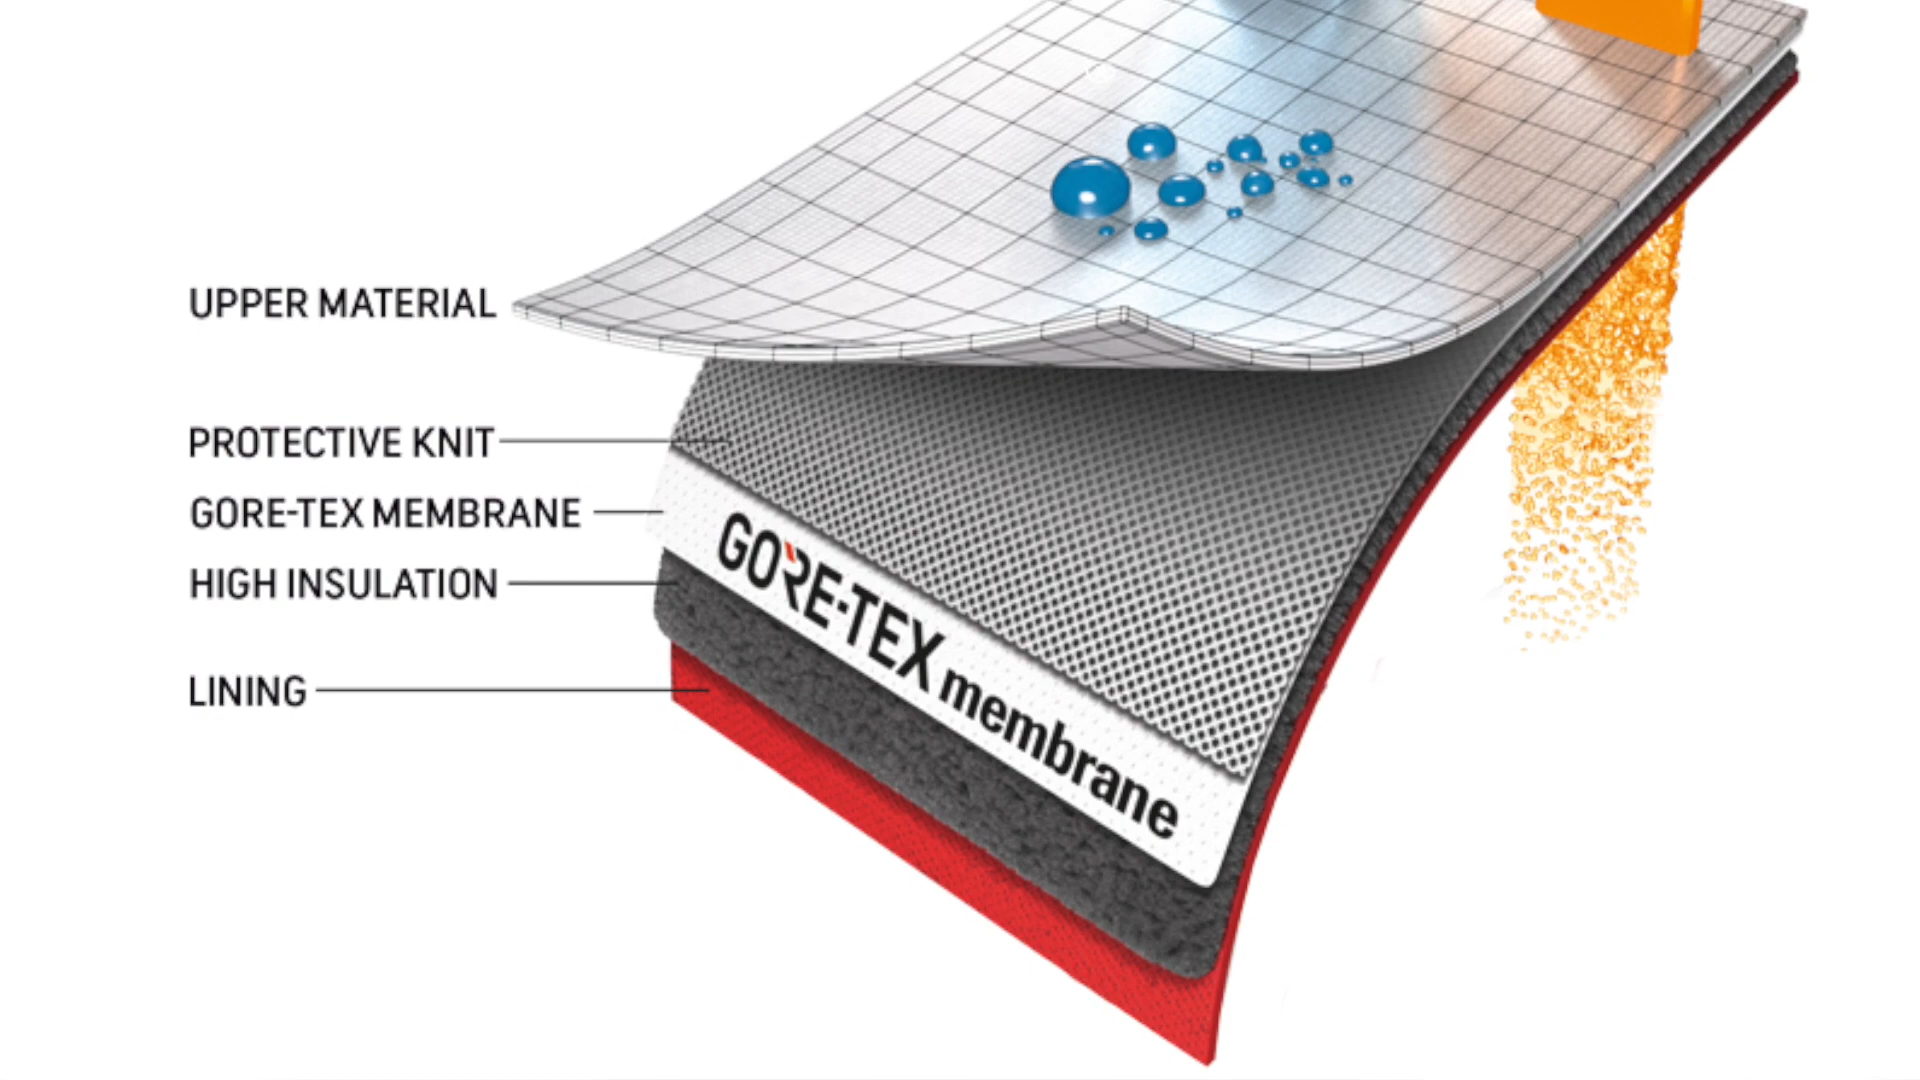 UPPER MATERIAL
PROTECTIVE KNIT
GORE-TEX MEMBRANE
HIGH INSULATION
LINING
GORE-TEX membrane